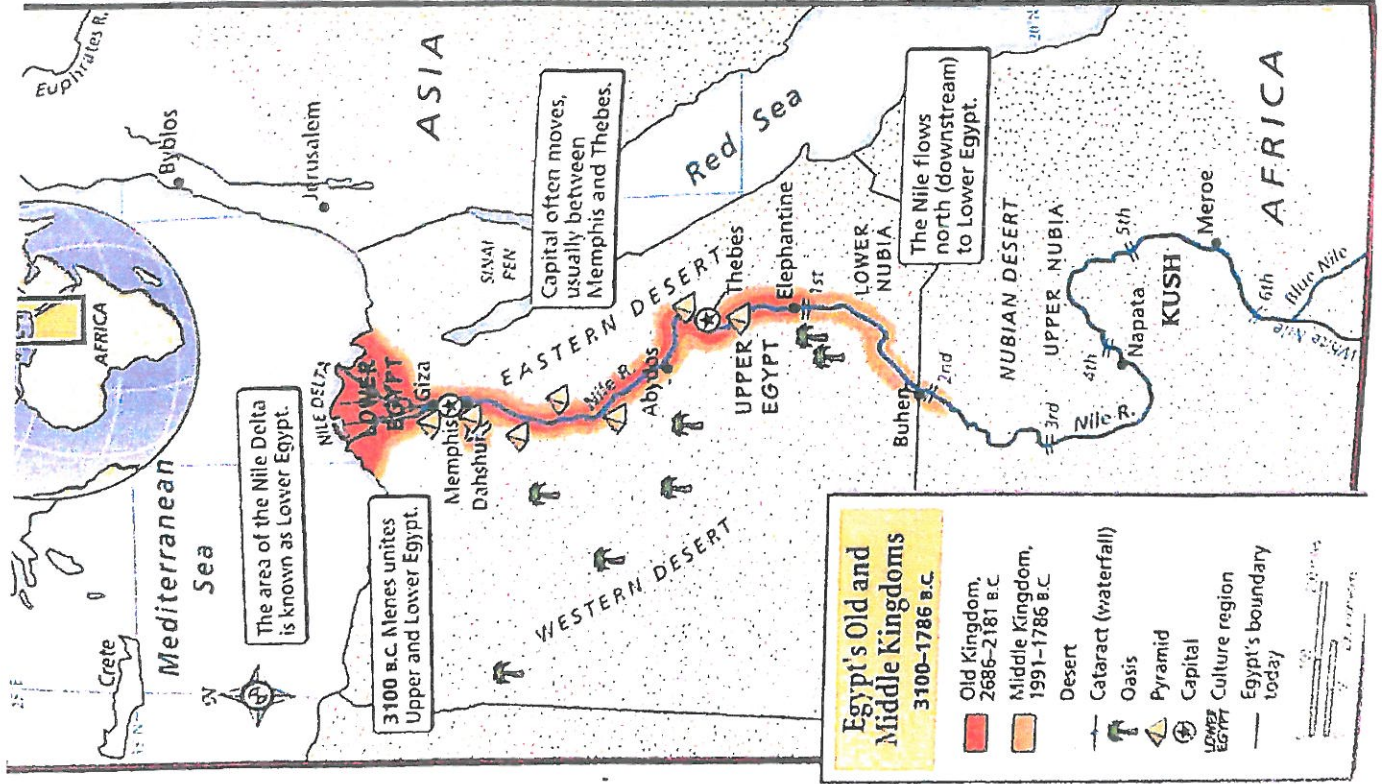 Euphrates R.
Byblos
Jerusalem
ASIA
AFRICA
Crete
Mediterranean
Sea
The area of the Nile Delta
is known as Lower Egypt.
NILE DELTA
LOWER
EGYPT
3100 B.C. Menes unites
Upper and Lower Egypt.
Giza
Memphis
Dahshur
SINAI
PEN
Capital often moves,
usually between
Memphis and Thebes.
EASTERN DESERT
Nile R.
Abydos
Thebes
UPPER
EGYPT
Elephantine
1st
Red Sea
WESTERN DESERT
LOWER
NUBIA
Buhen
2nd
The Nile flows
north (downstream)
to Lower Egypt.
20°N
NUBIAN DESERT
UPPER NUBIA
3rd
Nile R.
4th
Napata
5th
KUSH
Meroe
6th
Blue Nile
White Nile
AFRICA
Egypt's Old and
Middle Kingdoms
3100–1786 B.C.
Old Kingdom,
2686–2181 B.C.
Middle Kingdom,
1991–1786 B.C.
Desert
Cataract (waterfall)
Oasis
Pyramid
Capital
LOWER
EGYPT
Culture region
Egypt's boundary
today